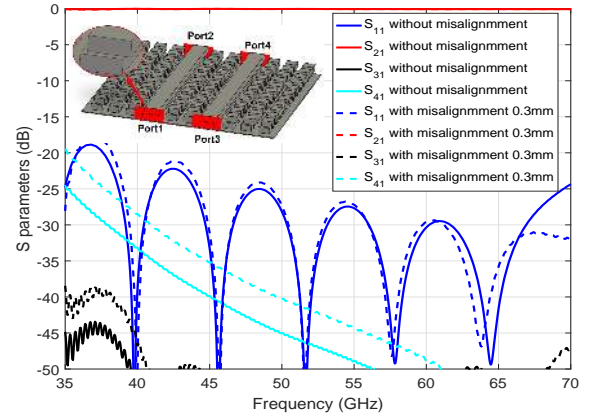 0
-5
-10
-15
-20
-25
-30
-35
-40
-45
-50
S parameters (dB)
35
40
45
50
55
60
65
70
Frequency (GHz)
Port2
Port4
Port1
Port3
S11 without misalignmment
S21 without misalignmment
S31 without misalignmment
S41 without misalignmment
S11 with misalignmment 0.3mm
S21 with misalignmment 0.3mm
S31 with misalignmment 0.3mm
S41 with misalignmment 0.3mm